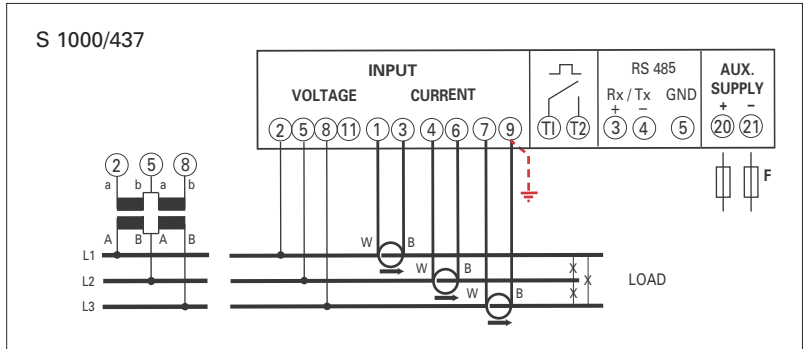 S 1000/437
INPUT
VOLTAGE CURRENT
2 5 8 11 1 3 4 6 7 9
T1 T2
RS 485
Rx / Tx GND
+ −
3 4 5
AUX.
SUPPLY
+ −
20 21
F
2 5 8
a b a b
A B A B
L1
L2
L3
W B
W B
W B
X
X
X
LOAD